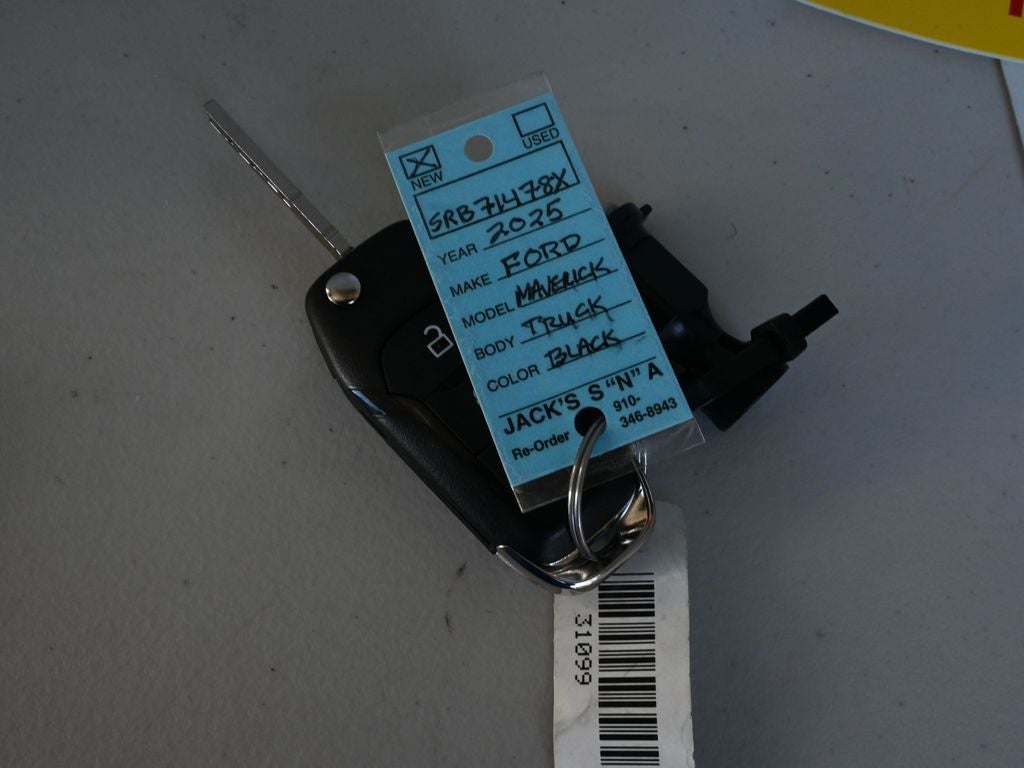 NEW
USED
SRB71478X
YEAR 2025
MAKE FORD
MODEL MAVERICK
BODY TRUCK
COLOR BLACK
JACK'S S "N" A
Re-Order 910-
346-8943
31099